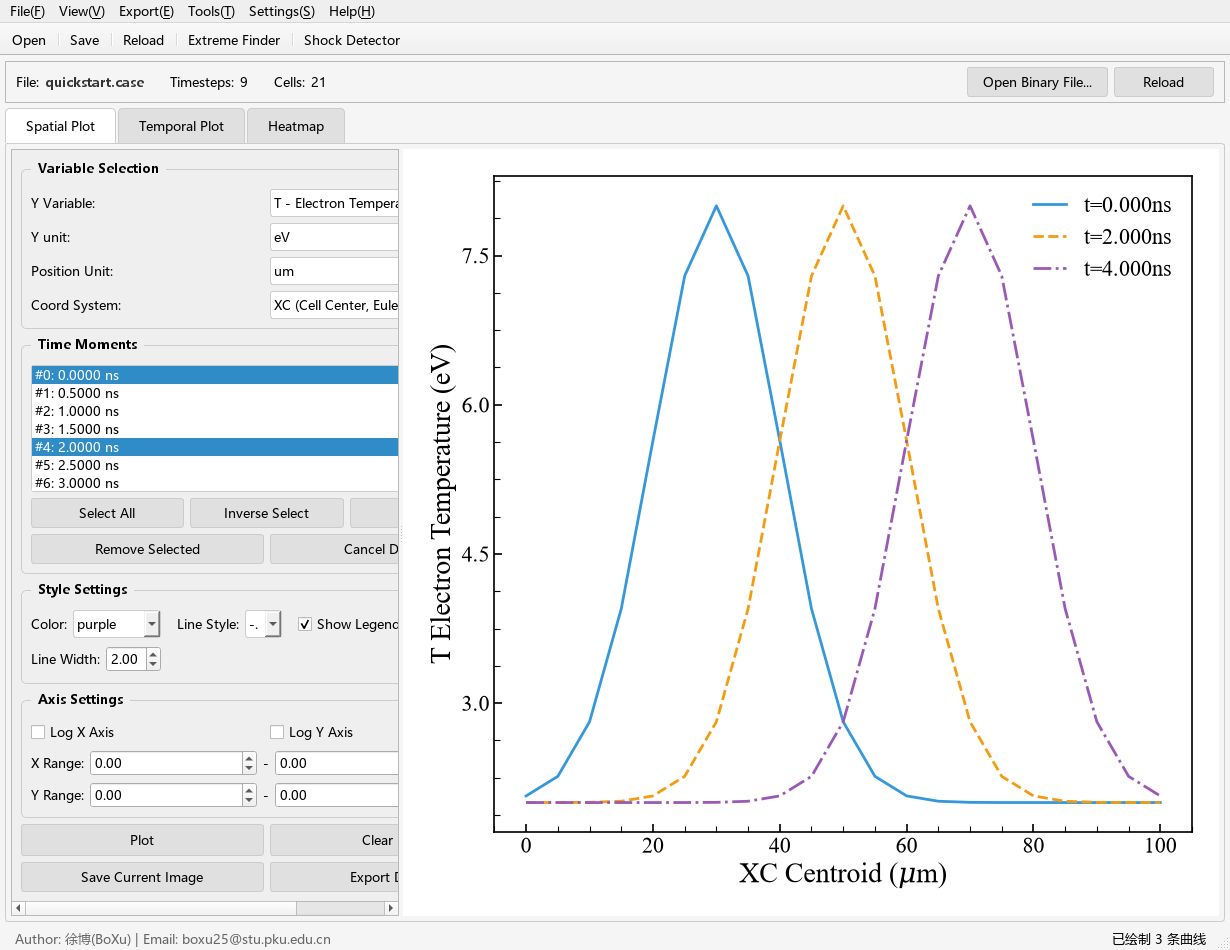 File(F) View(V) Export(E) Tools(T) Settings(S) Help(H)
Open Save Reload Extreme Finder Shock Detector
File: quickstart.case Timesteps: 9 Cells: 21 Open Binary File... Reload
Spatial Plot Temporal Plot Heatmap
Variable Selection
Y Variable: T - Electron Tempera
Y unit: eV
Position Unit: um
Coord System: XC (Cell Center, Eule
Time Moments
#0: 0.0000 ns
#1: 0.5000 ns
#2: 1.0000 ns
#3: 1.5000 ns
#4: 2.0000 ns
#5: 2.5000 ns
#6: 3.0000 ns
Select All Inverse Select
Remove Selected Cancel D
Style Settings
Color: purple Line Style: -. Show Legend
Line Width: 2.00
Axis Settings
Log X Axis Log Y Axis
X Range: 0.00 - 0.00
Y Range: 0.00 - 0.00
Plot Clear
Save Current Image Export D
t=0.000ns
t=2.000ns
t=4.000ns
7.5
6.0
4.5
3.0
T Electron Temperature (eV)
0 20 40 60 80 100
XC Centroid (μm)
Author: 徐博(BoXu) | Email: boxu25@stu.pku.edu.cn 已绘制 3 条曲线